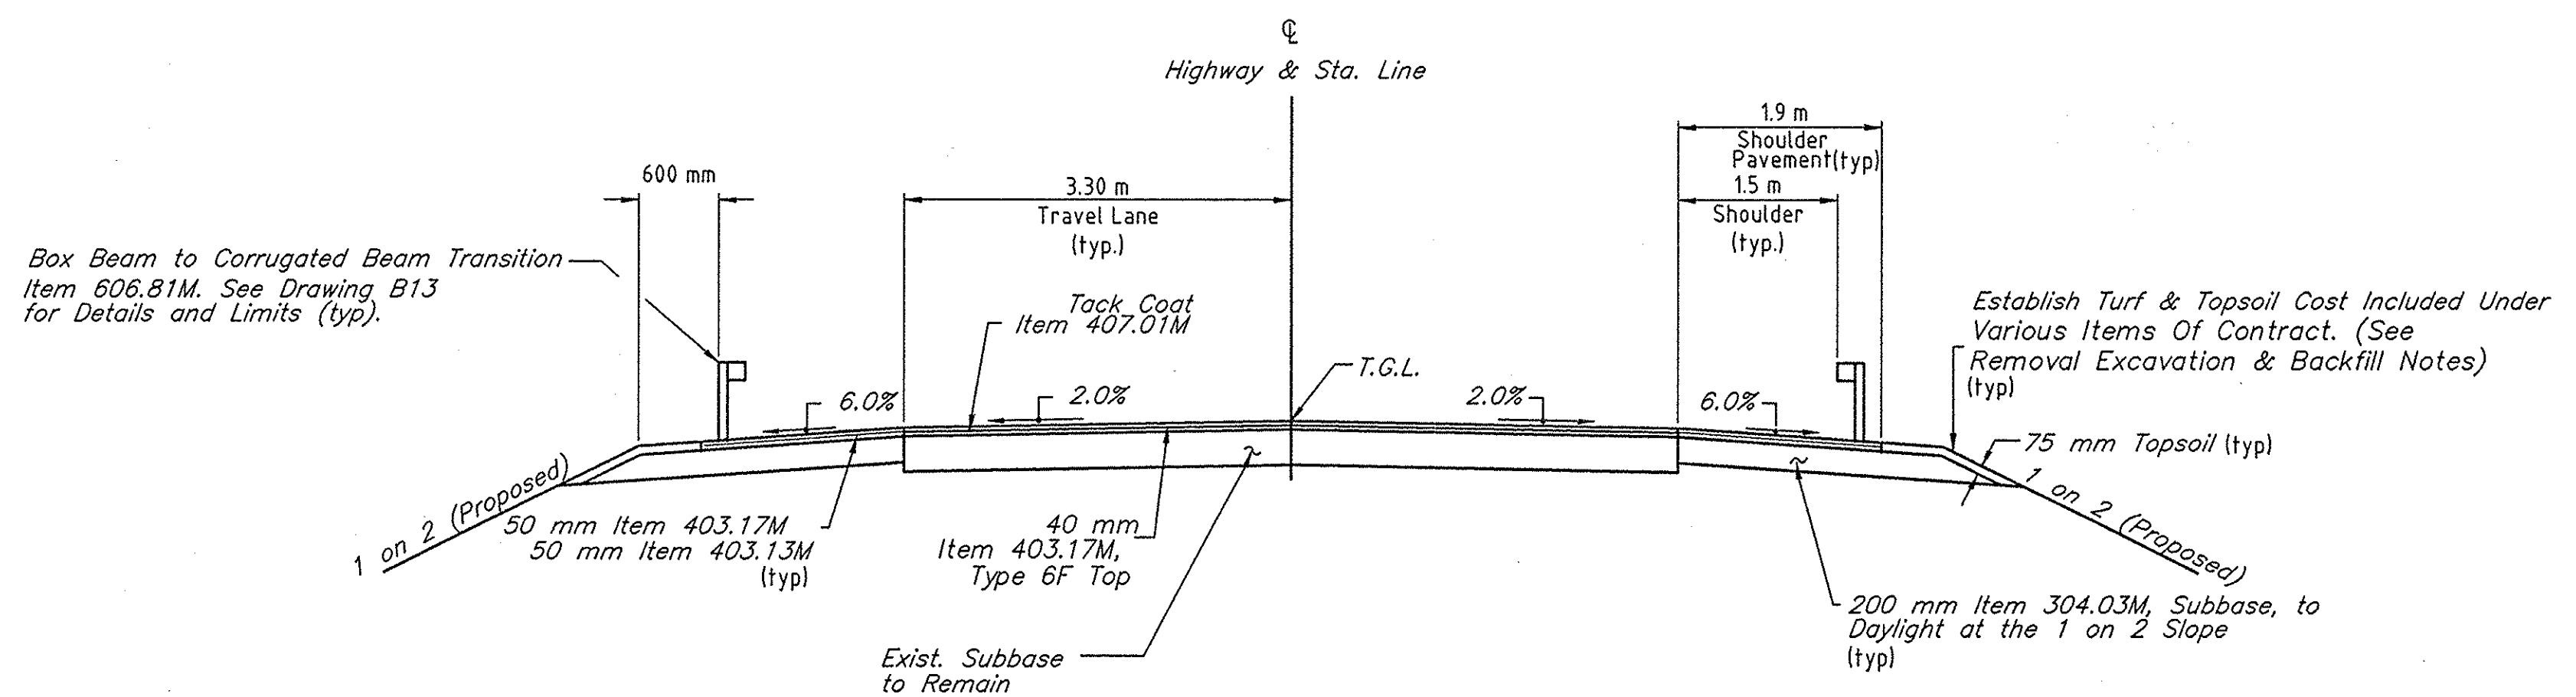 ℄
Highway & Sta. Line
1.9 m
Shoulder
Pavement(typ)
600 mm
3.30 m
Travel Lane
(typ.)
1.5 m
Shoulder
(typ.)
Box Beam to Corrugated Beam Transition
Item 606.81M. See Drawing B13
for Details and Limits (typ).
Tack Coat
Item 407.01M
T.G.L.
Establish Turf & Topsoil Cost Included Under
Various Items Of Contract. (See
Removal Excavation & Backfill Notes)
(typ)
6.0%
2.0%
2.0%
6.0%
75 mm Topsoil (typ)
1 on 2 (Proposed)
1 on 2 (Proposed)
50 mm Item 403.17M
50 mm Item 403.13M
(typ)
40 mm
Item 403.17M,
Type 6F Top
Exist. Subbase
to Remain
200 mm Item 304.03M, Subbase, to
Daylight at the 1 on 2 Slope
(typ)
~
~